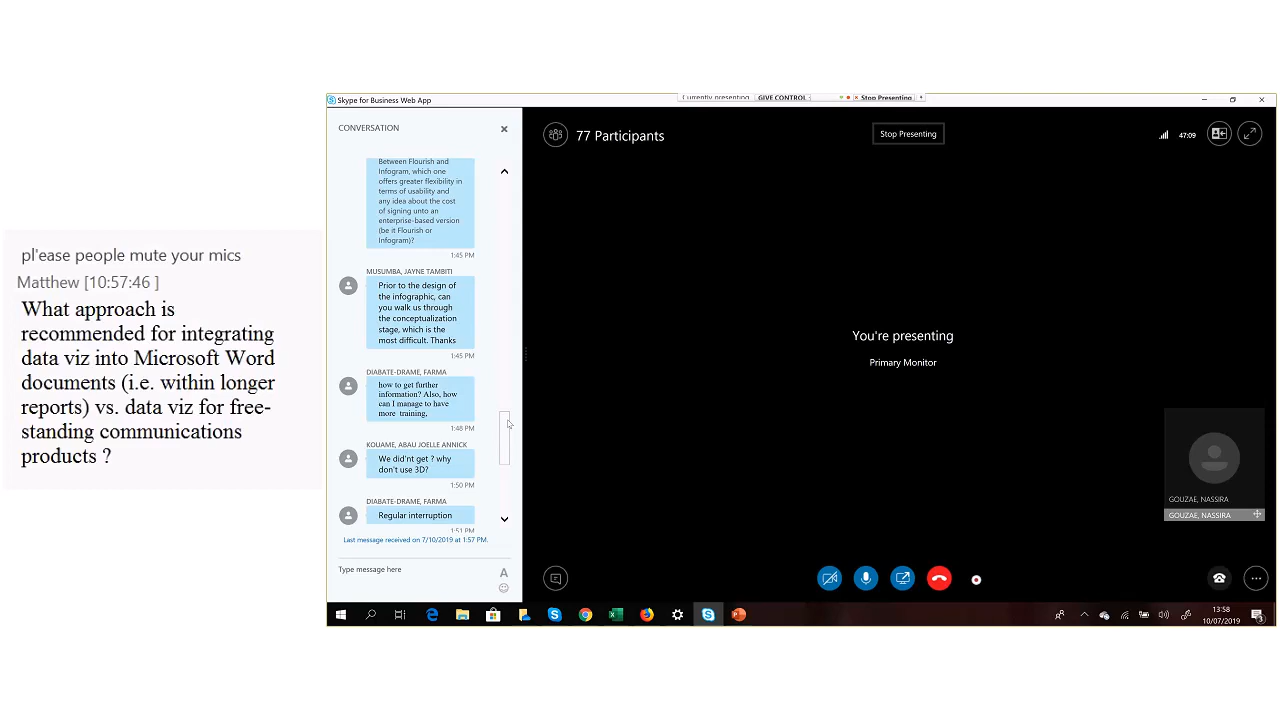 pl'ease people mute your mics
Matthew [10:57:46 ]
What approach is
recommended for integrating
data viz into Microsoft Word
documents (i.e. within longer
reports) vs. data viz for free-
standing communications
products ?
Skype for Business Web App
Currently presenting
GIVE CONTROL
Stop Presenting
CONVERSATION
Between Flourish and
Infogram, which one
offers greater flexibility in
terms of usability and
any idea about the cost
of signing unto an
enterprise-based version
(be it Flourish or
Infogram)?
1:45 PM
MUSUMBA, JAYNE TAMBITI
Prior to the design of
the infographic, can
you walk us through
the conceptualization
stage, which is the
most difficult. Thanks
1:45 PM
DIABATE-DRAME, FARMA
how to get further
information? Also, how
can I manage to have
more training.
1:48 PM
KOUAME, ABAU JOELLE ANNICK
We did'nt get ? why
don't use 3D?
1:50 PM
DIABATE-DRAME, FARMA
Regular interruption
1:51 PM
Last message received on 7/10/2019 at 1:57 PM.
Type message here
A
77 Participants
Stop Presenting
47:09
You're presenting
Primary Monitor
GOUZAE, NASSIRA
GOUZAE, NASSIRA
13:58
10/07/2019
3